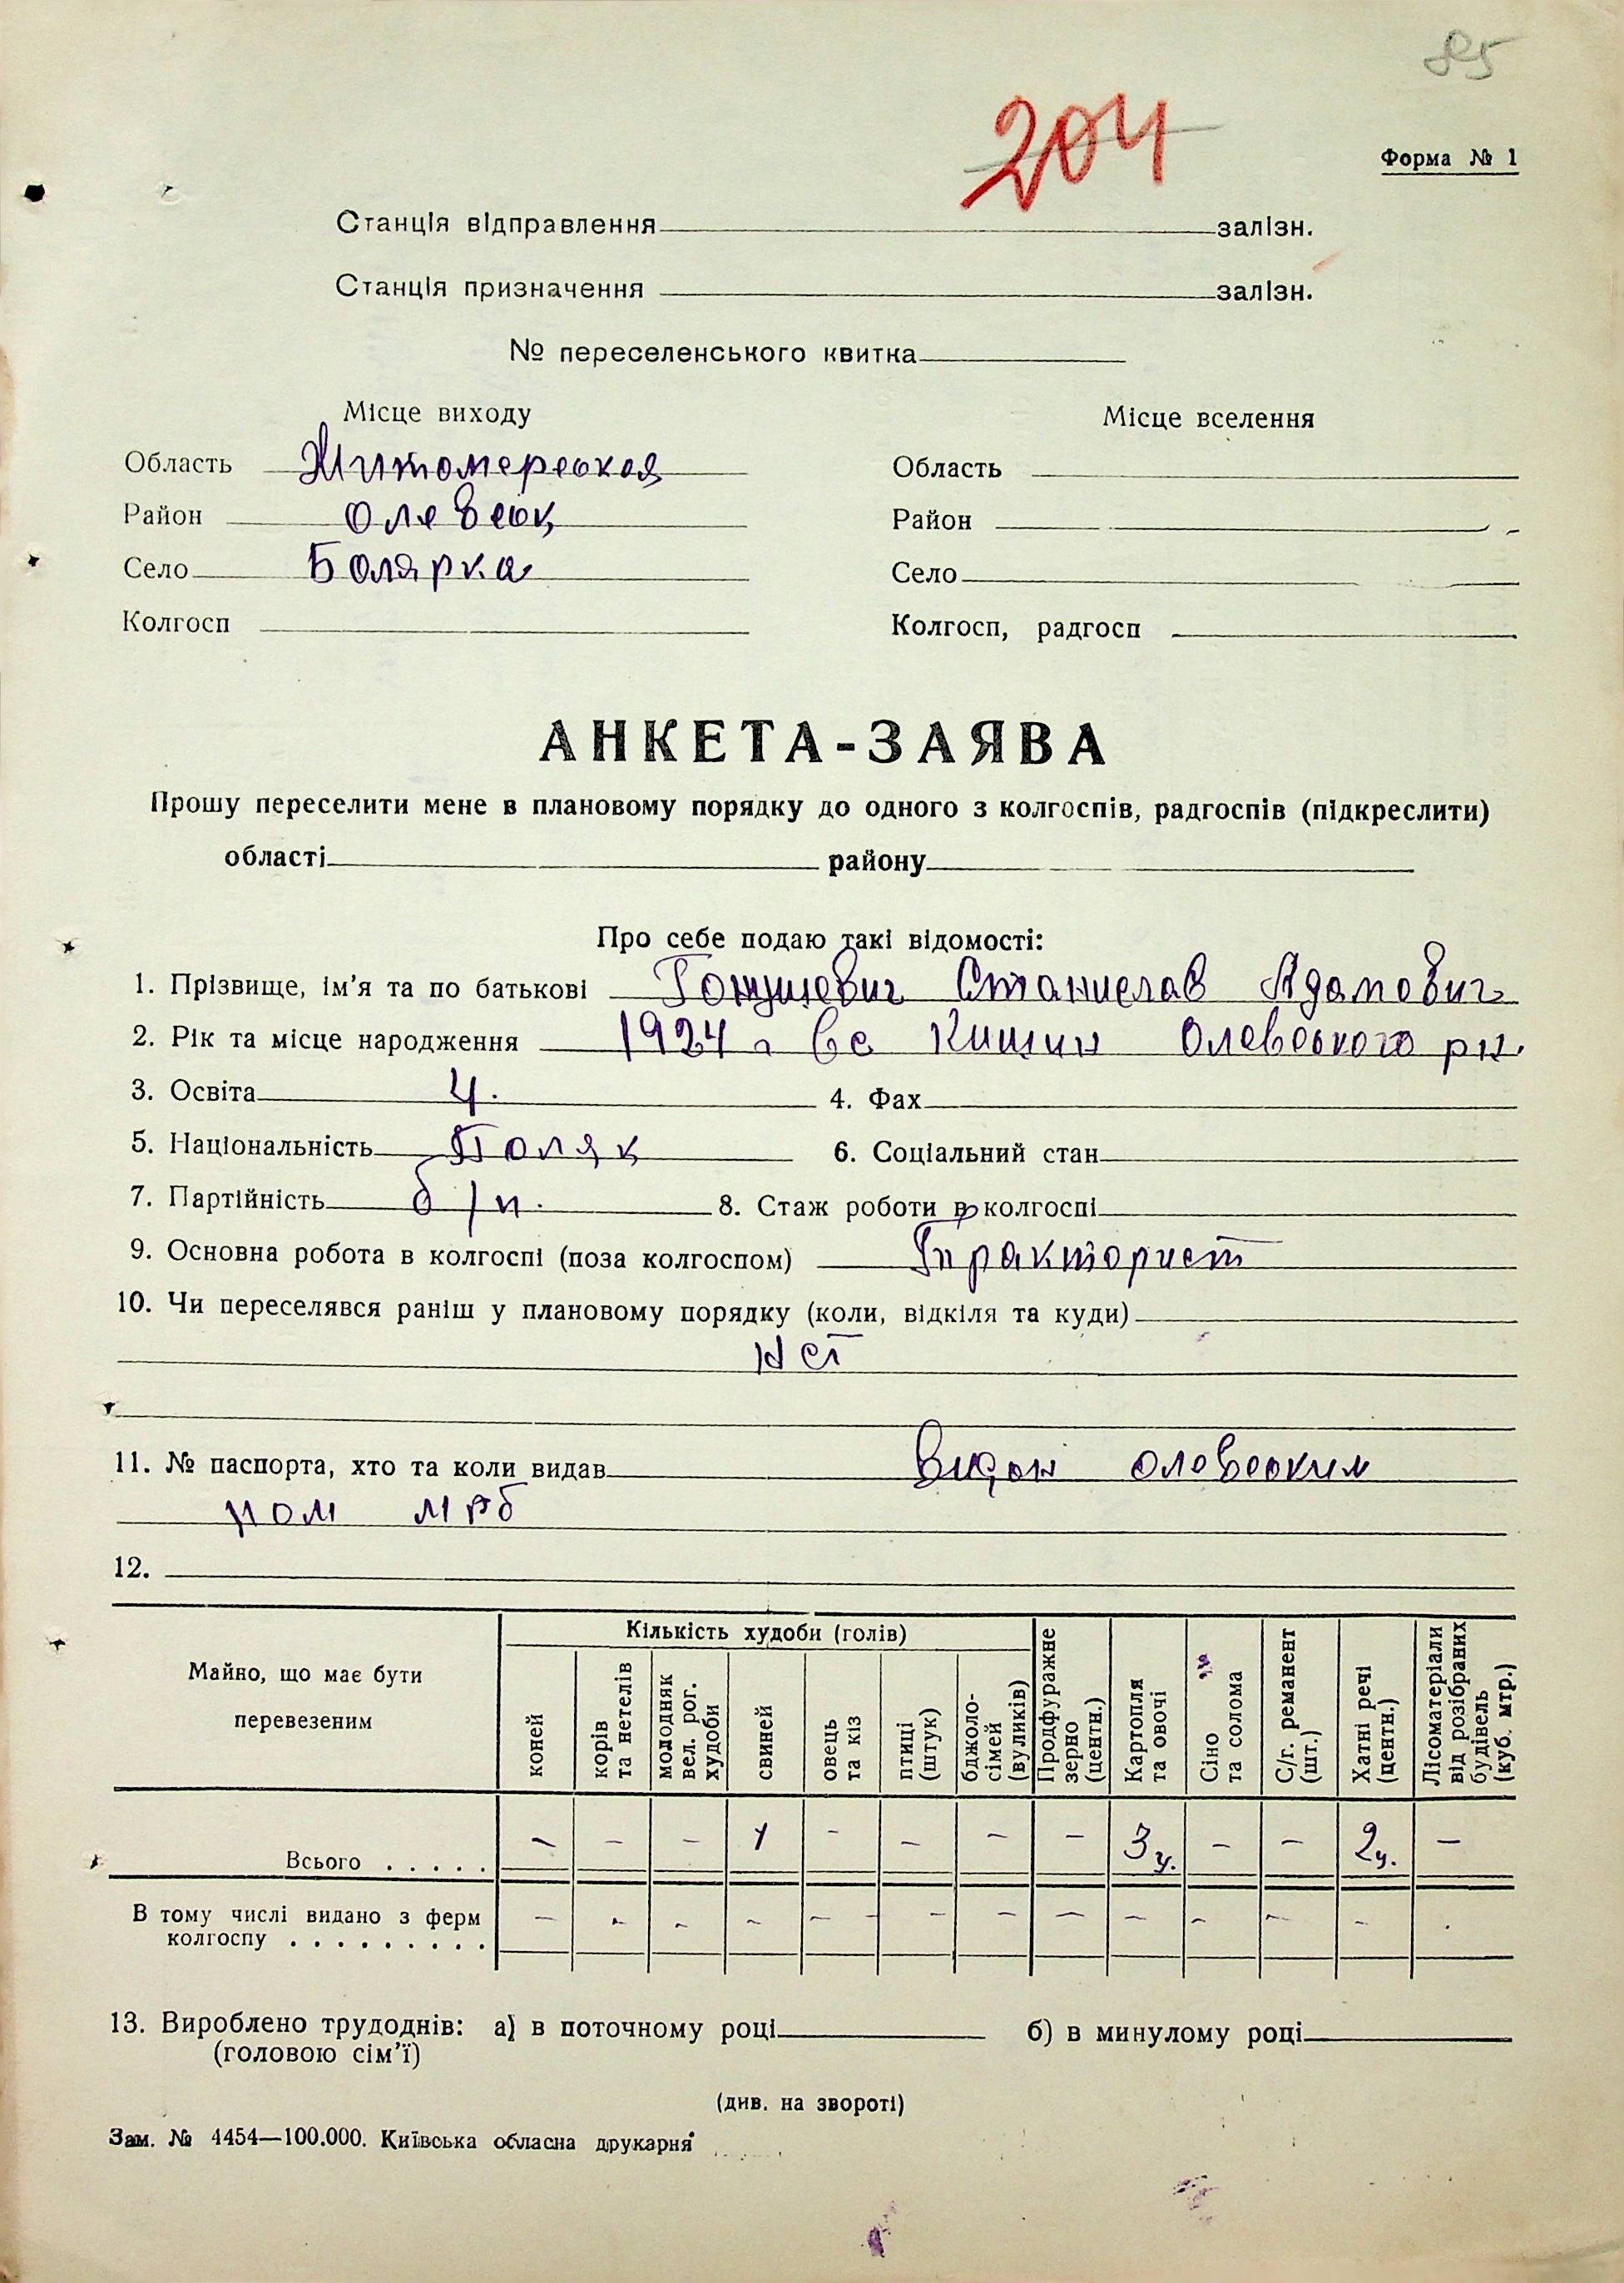 85
204
Форма № 1
Станція відправлення залізн.
Станція призначення залізн.
№ переселенського квитка
Місце виходу Місце вселення
Область Житомерськая Область
Район Олевськ Район
Село Болярка Село
Колгосп Колгосп, радгосп
АНКЕТА-ЗАЯВА
Прошу переселити мене в плановому порядку до одного з колгоспів, радгоспів (підкреслити)
області району
Про себе подаю такі відомості:
1. Прізвище, ім'я та по батькові Станислав Адамович
2. Рік та місце народження 1924 г вс Кишин Олевського рн.
3. Освіта 4. 4. Фах
5. Національність Поляк 6. Соціальний стан
7. Партійність б/п. 8. Стаж роботи в колгоспі
9. Основна робота в колгоспі (поза колгоспом) Тракторист
10. Чи переселявся раніш у плановому порядку (коли, відкіля та куди)
Нет
11. № паспорта, хто та коли видав Видан Олевським
12.
Майно, що має бути перевезеним
Кількість худоби (голів)
коней
корів та нетелів
молодняк вел. рог. худоби
свиней
овець та кіз
птиці (штук)
бджоло-сімей (вуликів)
Продфуражне зерно (центн.)
Картопля та овочі
Сіно та солома
С/г. реманент (шт.)
Хатні речі (центн.)
Лісоматеріали від розібраних будівель (куб. мтр.)
Всього . . . . . – – – 1 – – – – 3ц. – – 2ц. –
В тому числі видано з ферм
колгоспу . . . . . . . . . – – – – – – – – – – – –
13. Вироблено трудоднів: а) в поточному році б) в минулому році
(головою сім'ї)
(див. на звороті)
Зам. № 4454—100.000. Київська обласна друкарня